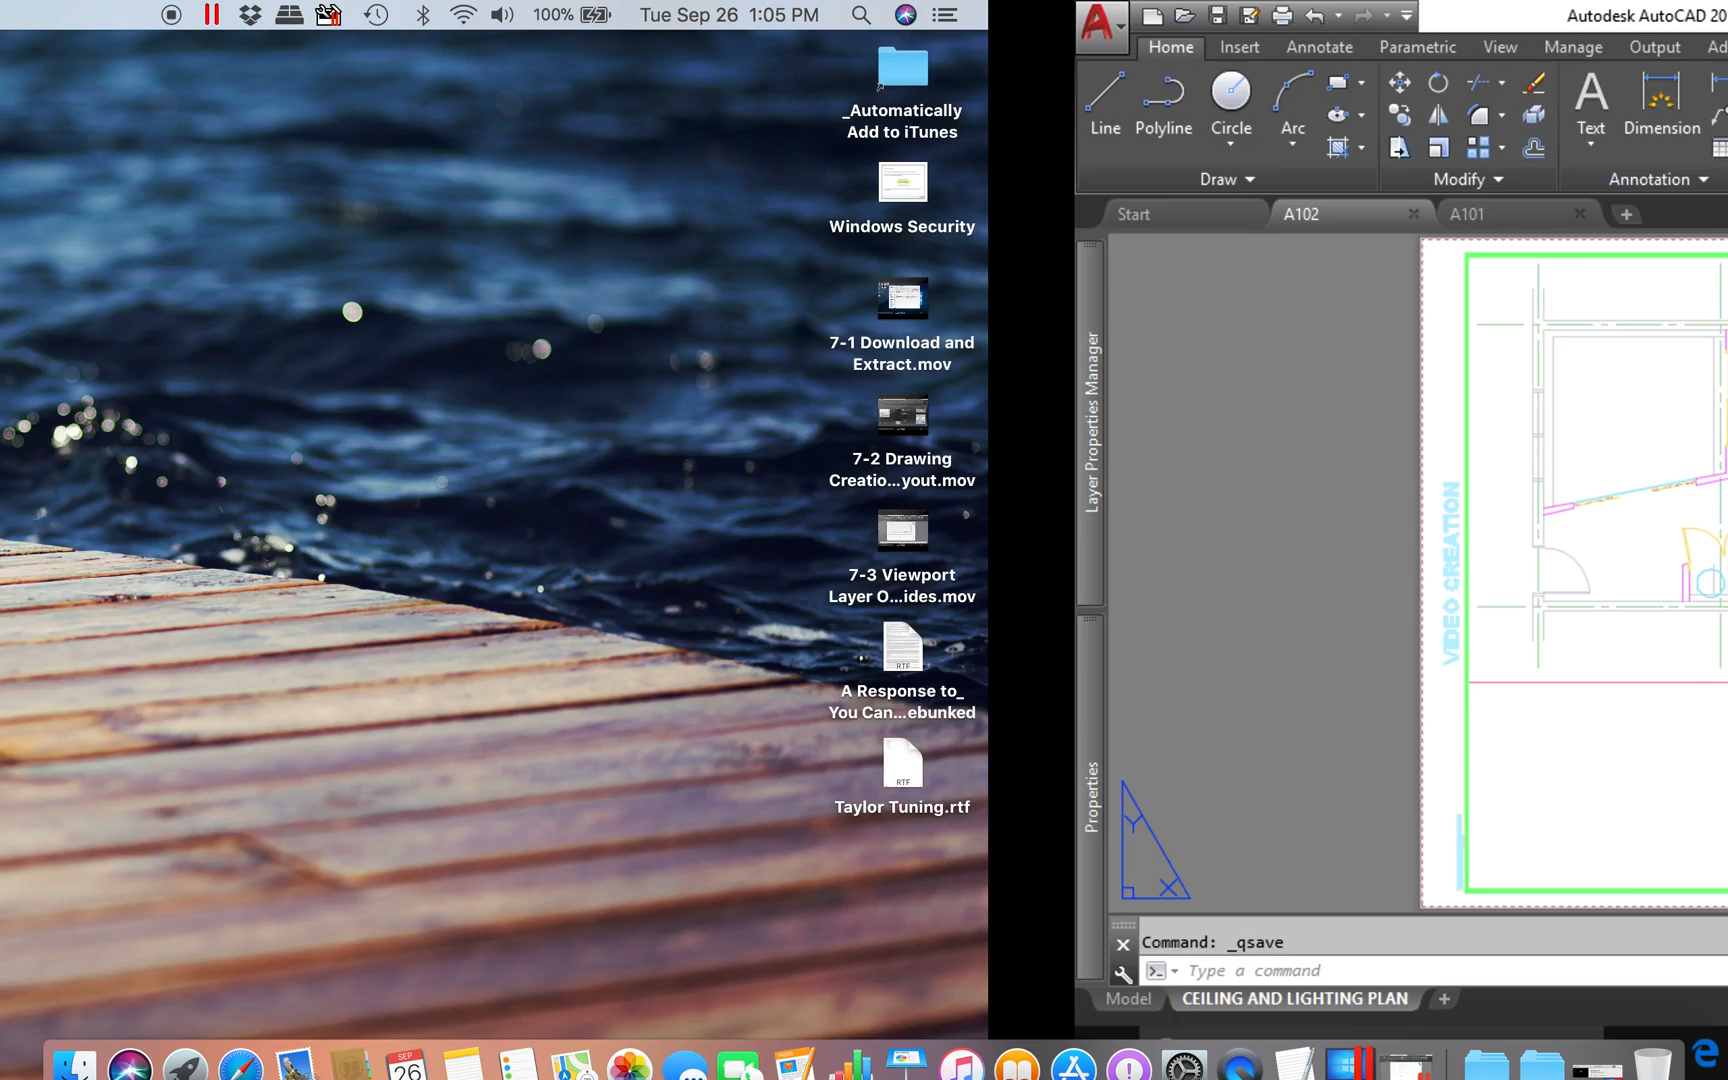 100%
Tue Sep 26 1:05 PM
_Automatically
Add to iTunes
Windows Security
7-1 Download and
Extract.mov
7-2 Drawing
Creatio...yout.mov
7-3 Viewport
Layer O...ides.mov
RTF
A Response to_
You Can...ebunked
RTF
Taylor Tuning.rtf
SEP
26
A
Autodesk AutoCAD 20
Home
Insert
Annotate
Parametric
View
Manage
Output
Ad
Line
Polyline
Circle
Arc
A
Text
Dimension
Draw
Modify
Annotation
Start
A102
A101
Layer Properties Manager
Properties
VIDEO CREATION
Y
X
Command: _qsave
Type a command
Model
CEILING AND LIGHTING PLAN